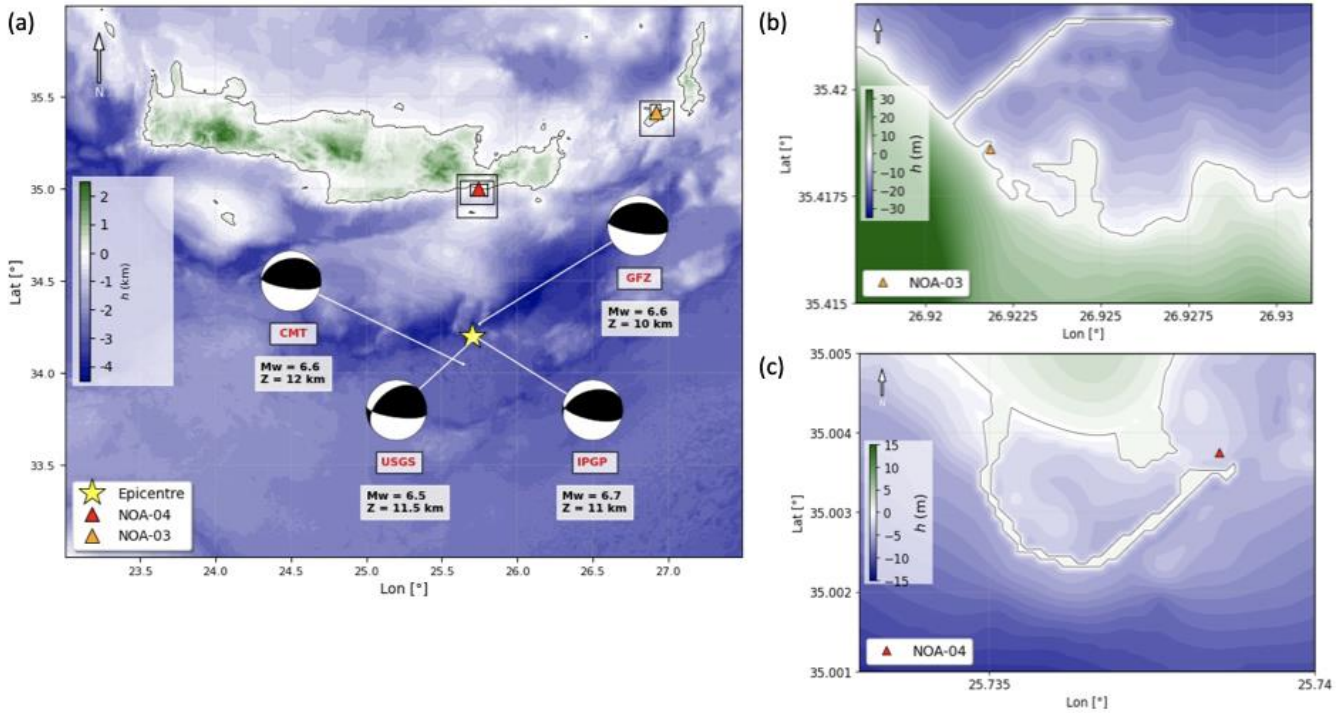 (a)
N
35.5
35.0
34.5
34.0
33.5
Lat [°]
2
1
0
-1
-2
-3
-4
h (km)
CMT
Mw = 6.6
Z = 12 km
GFZ
Mw = 6.6
Z = 10 km
USGS
Mw = 6.5
Z = 11.5 km
IPGP
Mw = 6.7
Z = 11 km
Epicentre
NOA-04
NOA-03
23.5 24.0 24.5 25.0 25.5 26.0 26.5 27.0
Lon [°]
(b)
35.42
35.4175
35.415
Lat [°]
30
20
10
0
−10
−20
−30
h (m)
NOA-03
26.92 26.9225 26.925 26.9275 26.93
Lon [°]
(c)
N
35.005
35.004
35.003
35.002
35.001
Lat [°]
15
10
5
0
−5
−10
−15
h (m)
NOA-04
25.735 25.74
Lon [°]